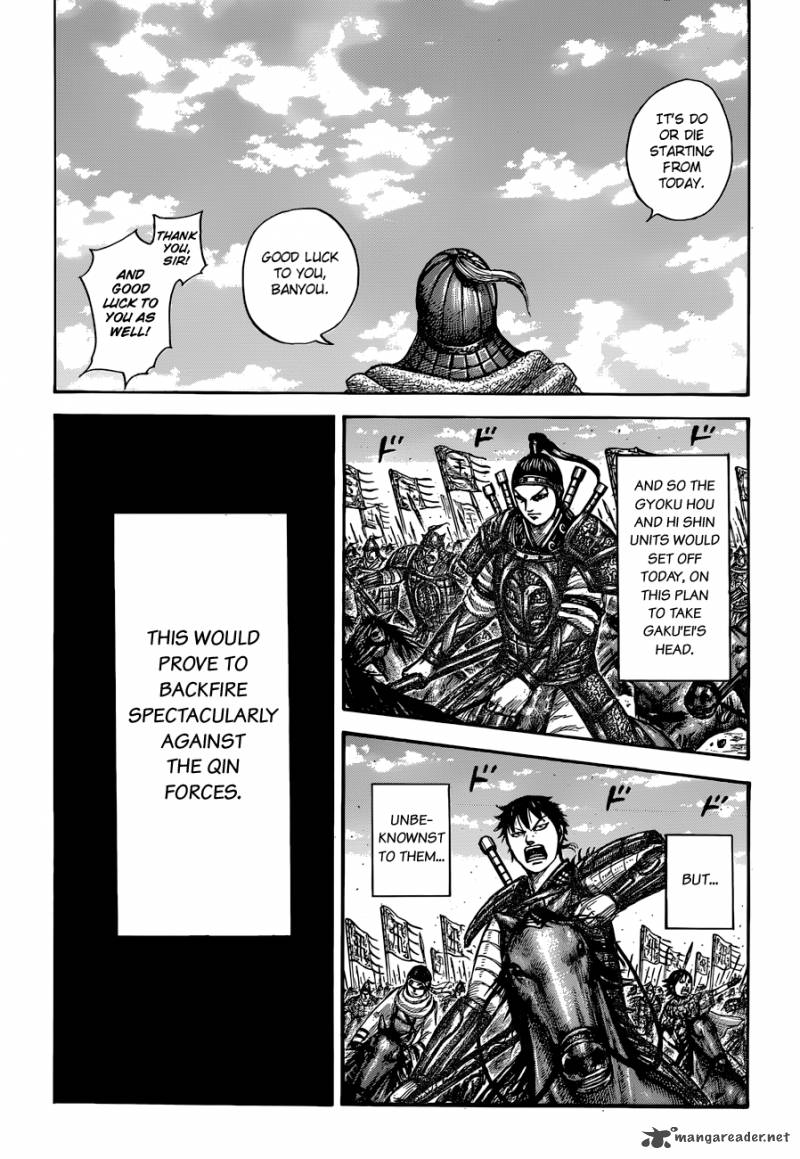 IT'S DO
OR DIE
STARTING
FROM
TODAY.
GOOD LUCK
TO YOU,
BANYOU.
THANK
YOU,
SIR!
AND
GOOD
LUCK TO
YOU AS
WELL!
ド
ド
ド
AND SO THE
GYOKU HOU
AND HI SHIN
UNITS WOULD
SET OFF
TODAY, ON
THIS PLAN
TO TAKE
GAKU'EI'S
HEAD.
ド
ド
ド
BUT...
UNBE-
KNOWNST
TO THEM...
THIS WOULD
PROVE TO
BACKFIRE
SPECTACULARLY
AGAINST
THE QIN
FORCES.
mangareader.net